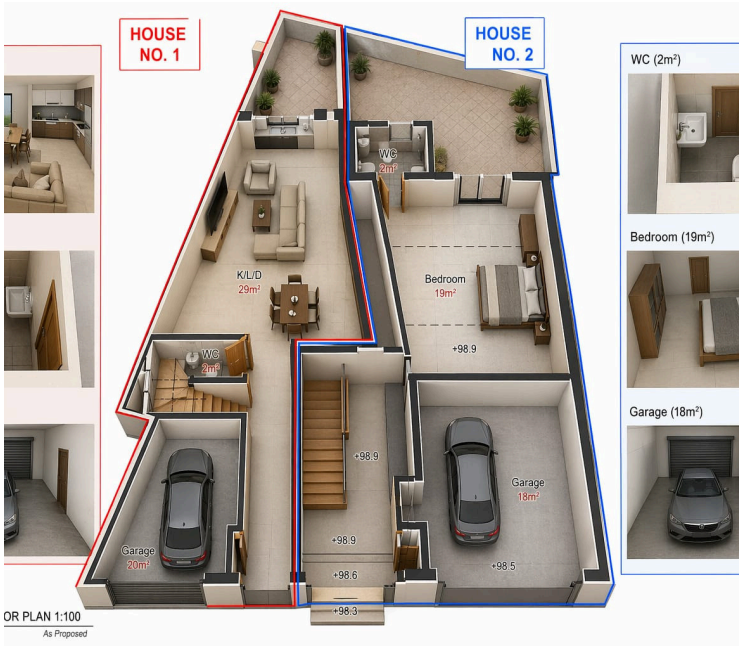 HOUSE
NO. 1
HOUSE
NO. 2
WC (2m²)
WC
2m²
Bedroom (19m²)
K/L/D
29m²
Bedroom
19m²
+98.9
WC
2m²
Garage (18m²)
+98.9
Garage
18m²
+98.9
Garage
20m²
+98.6
+98.5
+98.3
OR PLAN 1:100
As Proposed